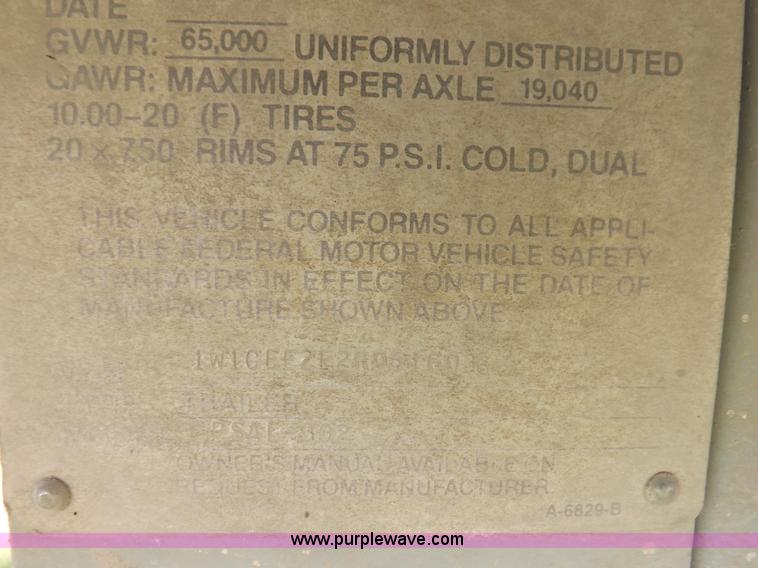 DATE
GVWR: 65,000 UNIFORMLY DISTRIBUTED
GAWR: MAXIMUM PER AXLE 19,040
10.00-20 (F) TIRES
20 x 7.50 RIMS AT 75 P.S.I. COLD, DUAL
THIS VEHICLE CONFORMS TO ALL APPLI-
CABLE FEDERAL MOTOR VEHICLE SAFETY
STANDARDS IN EFFECT ON THE DATE OF
MANUFACTURE SHOWN ABOVE
TRAILER
OWNER'S MANUAL AVAILABLE ON
REQUEST FROM MANUFACTURER
A-6829-B
www.purplewave.com